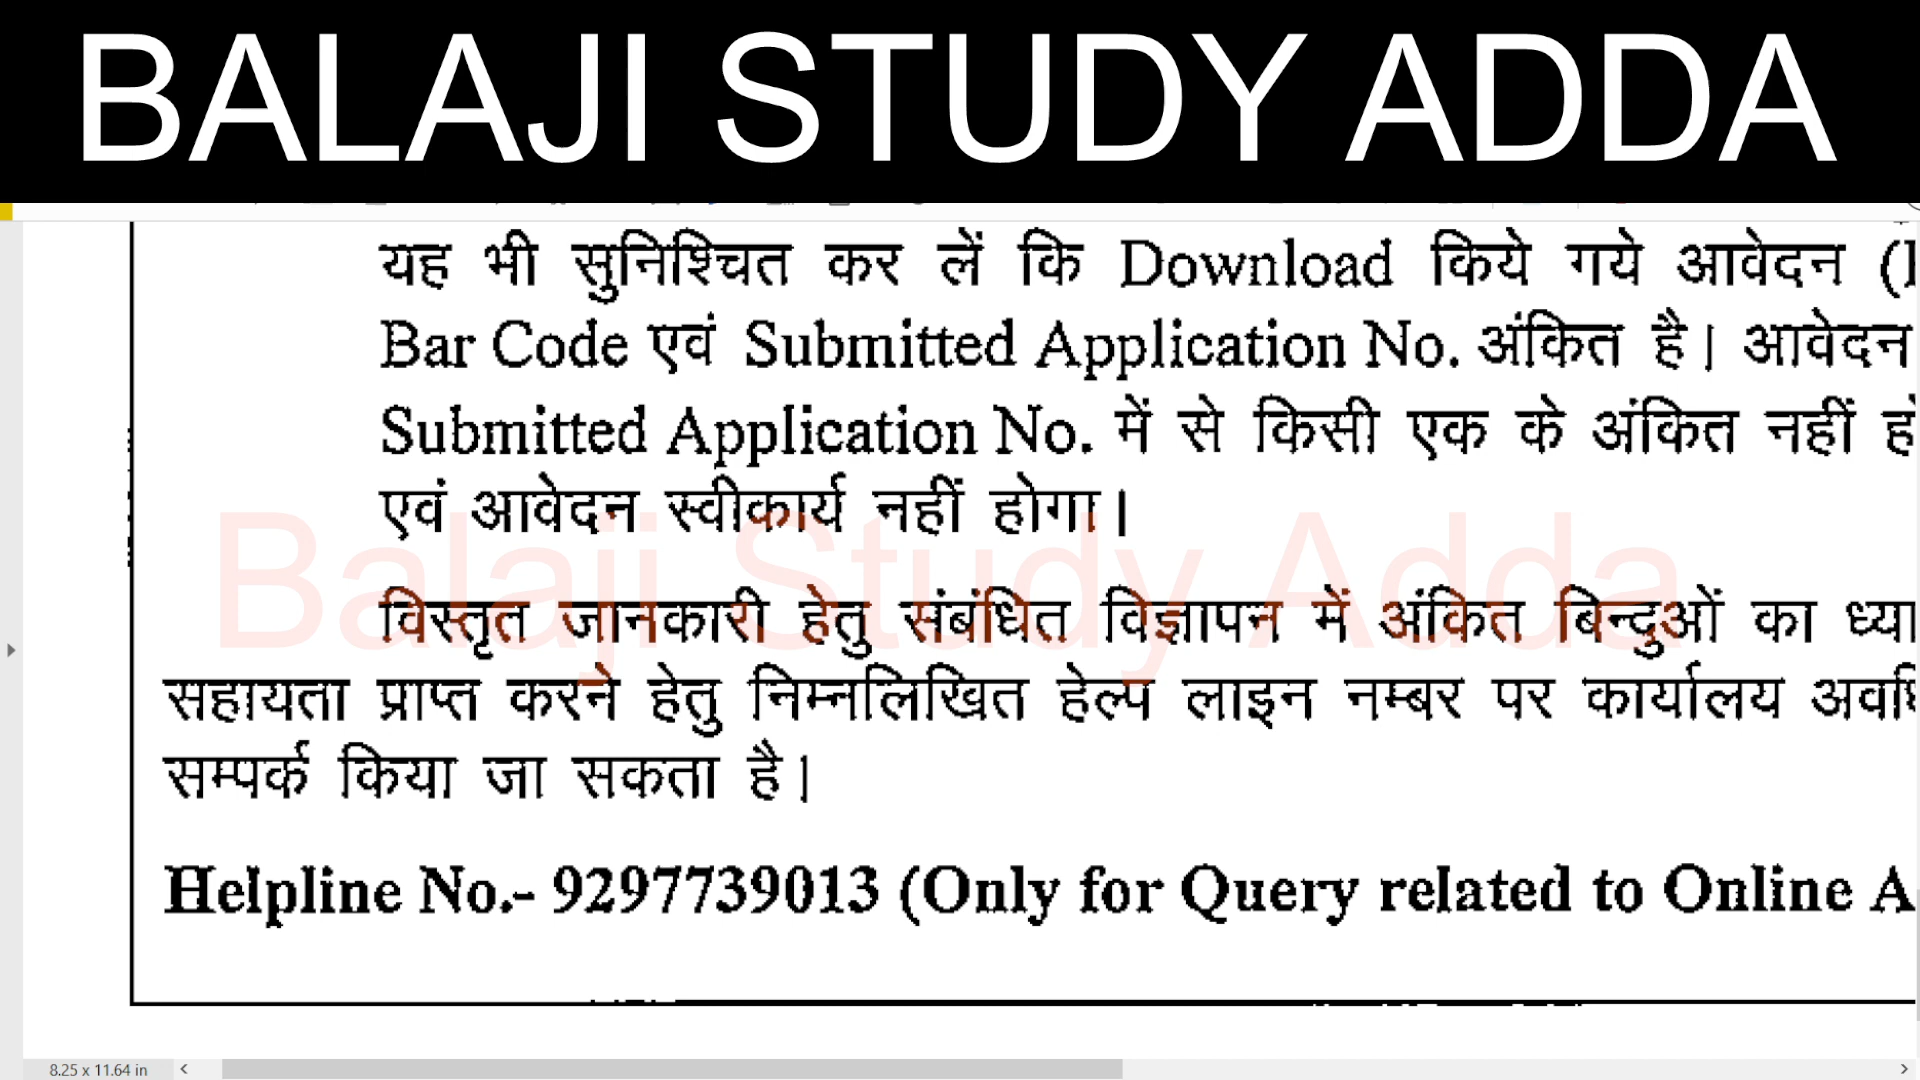 BALAJI STUDY ADDA
यह भी सुनिश्चित कर लें कि Download किये गये आवेदन
Bar Code एवं Submitted Application No. अंकित है। आवेदन
Submitted Application No. में से किसी एक के अंकित नहीं
एवं आवेदन स्वीकार्य नहीं होगा।
Balaji Study Adda
विस्तृत जानकारी हेतु संबंधित विज्ञापन में अंकित बिन्दुओं का
सहायता प्राप्त करने हेतु निम्नलिखित हेल्प लाइन नम्बर पर कार्यालय
सम्पर्क किया जा सकता है।
Helpline No.- 9297739013 (Only for Query related to Online
8.25 x 11.64 in